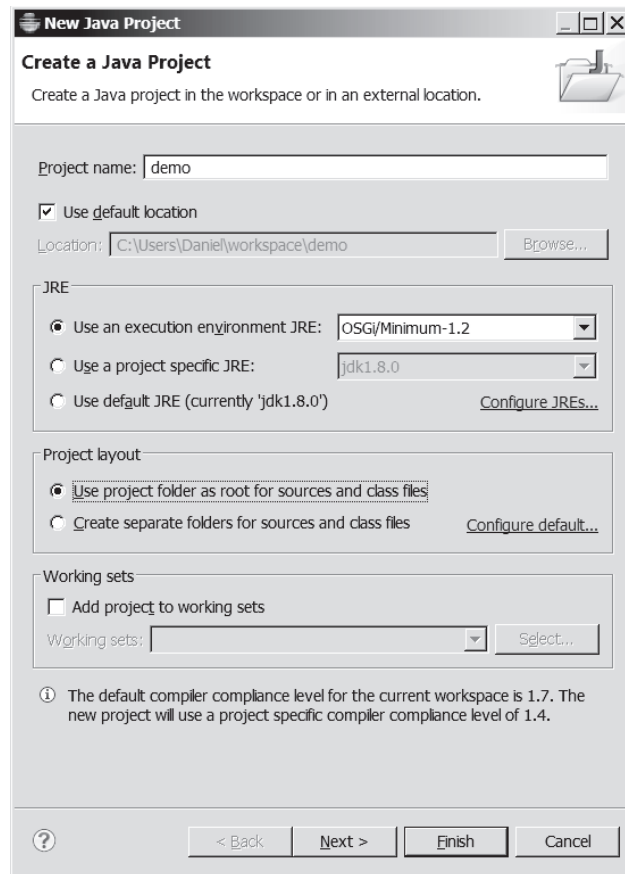 New Java Project
Create a Java Project
Create a Java project in the workspace or in an external location.
Project name: demo
Use default location
Location: C:\Users\Daniel\workspace\demo Browse...
JRE
Use an execution environment JRE: OSGi/Minimum-1.2
Use a project specific JRE: jdk1.8.0
Use default JRE (currently 'jdk1.8.0') Configure JREs...
Project layout
Use project folder as root for sources and class files
Create separate folders for sources and class files Configure default...
Working sets
Add project to working sets
Working sets: Select...
The default compiler compliance level for the current workspace is 1.7. The
new project will use a project specific compiler compliance level of 1.4.
? < Back Next > Finish Cancel